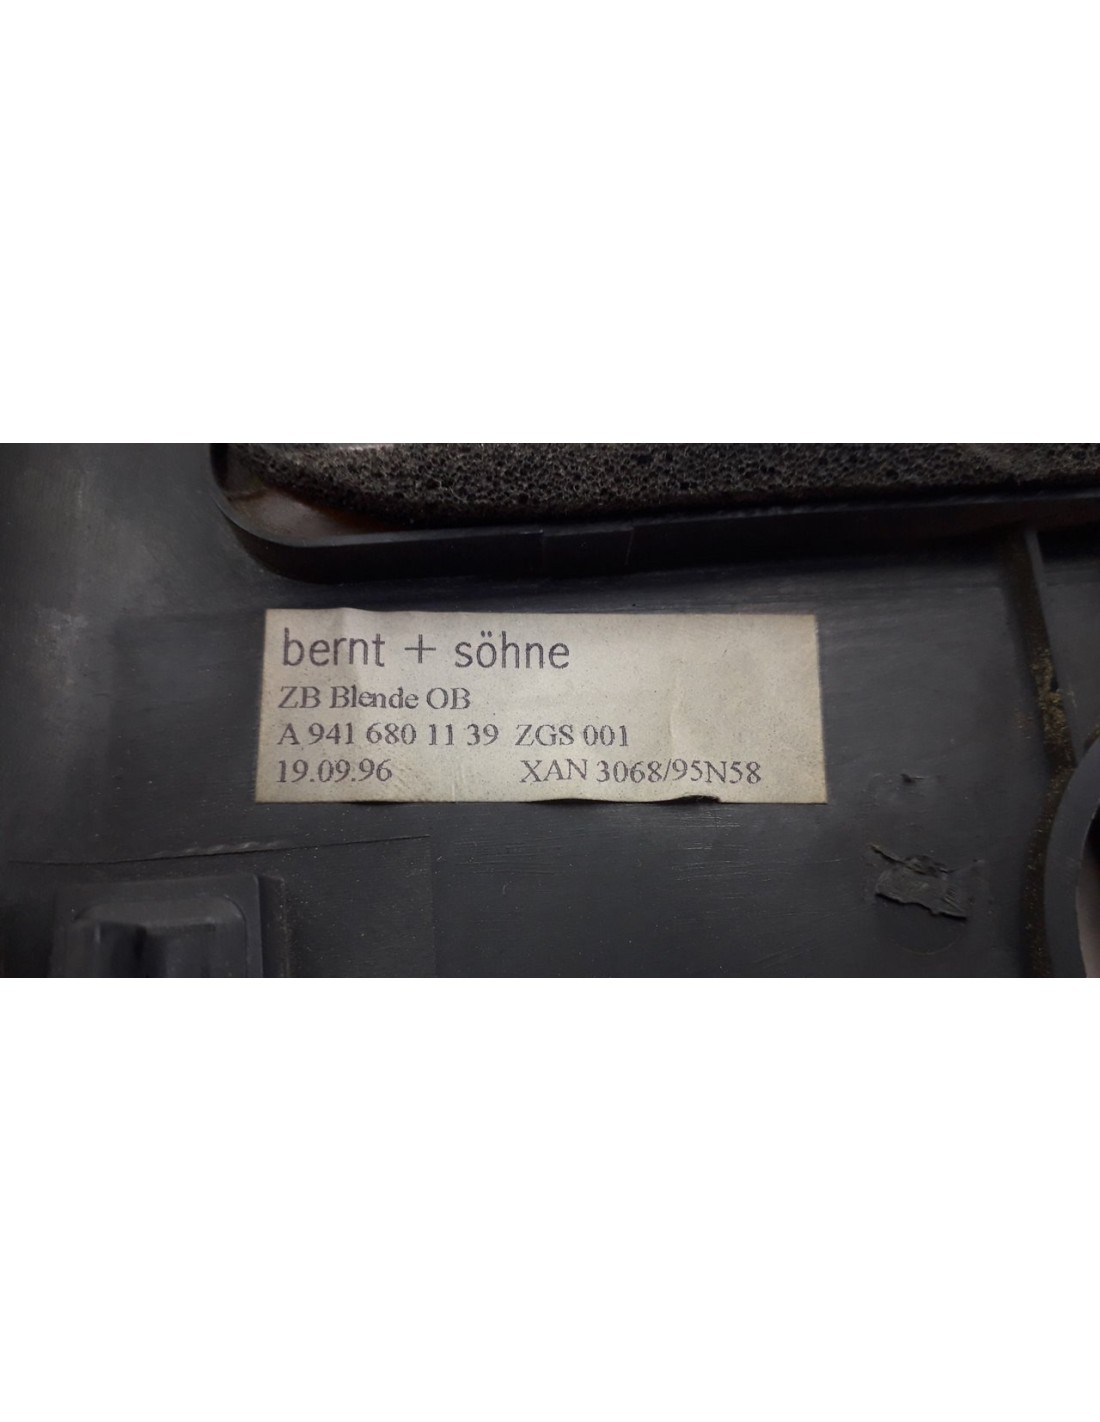 bernt + söhne
ZB Blende OB
A 941 680 11 39 ZGS 001
19.09.96 XAN 3068/95N58